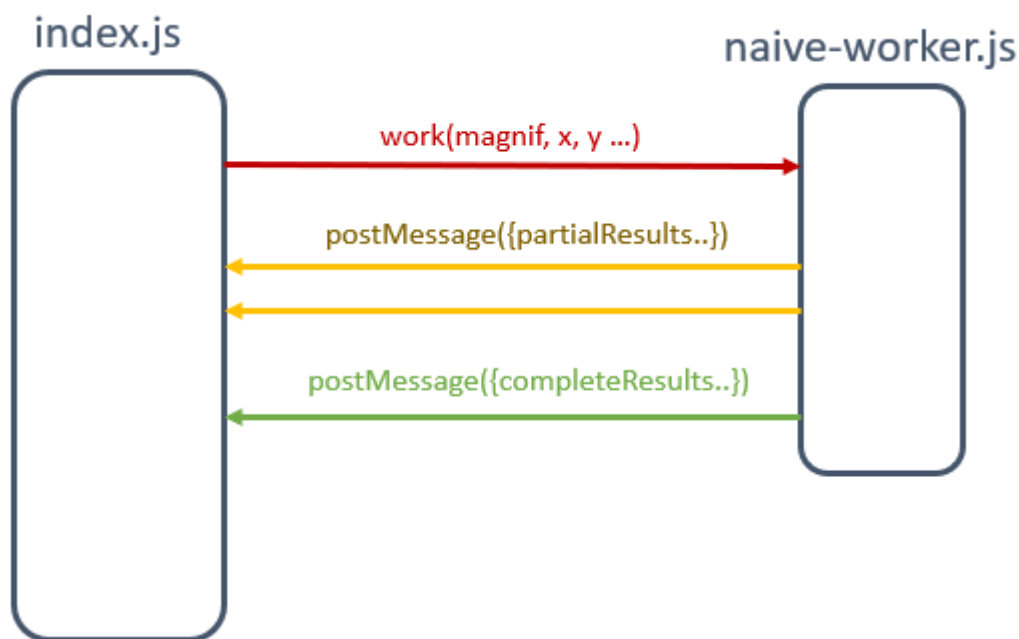 index.js
naive-worker.js
work(magnif, x, y ...)
postMessage({partialResults..})
postMessage({completeResults..})